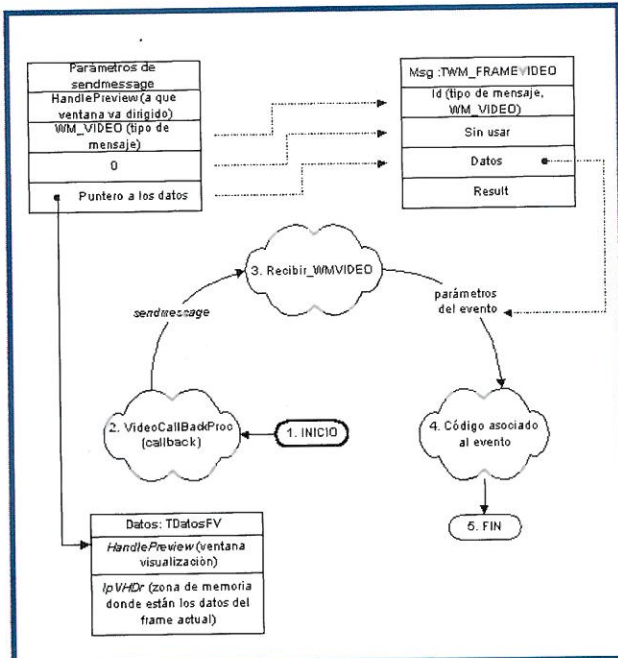 Parámetros de
sendmessage
HandlePreview (a que
ventana va dirigido)
WM_VIDEO (tipo de
mensaje)
0
Puntero a los datos
Msg :TWM_FRAMEVIDEO
Id (tipo de mensaje,
WM_VIDEO)
Sin usar
Datos
Result
3. Recibir_WMVIDEO
sendmessage
parámetros
del evento
2. VideoCallBackProc
(callback)
1. INICIO
4. Código asociado
al evento
5. FIN
Datos: TDatosFV
HandlePreview (ventana
visualización)
lpVHDr (zona de memoria
donde están los datos del
frame actual)